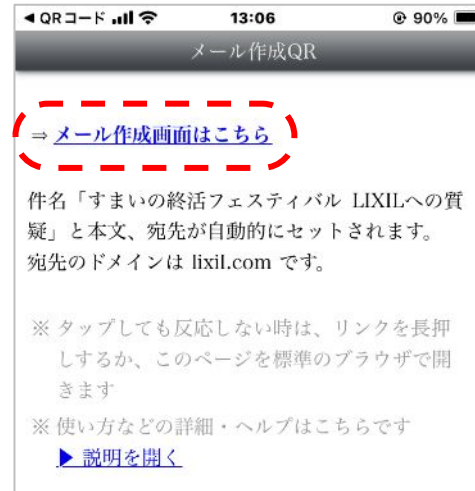 ◀ QRコード 13:06 90%
メール作成QR
⇒ メール作成画面はこちら
件名「すまいの終活フェスティバル LIXILへの質
疑」と本文、宛先が自動的にセットされます。
宛先のドメインは lixil.com です。
※ タップしても反応しない時は、リンクを長押
しするか、このページを標準のブラウザで開
きます
※ 使い方などの詳細・ヘルプはこちらです
▶ 説明を開く